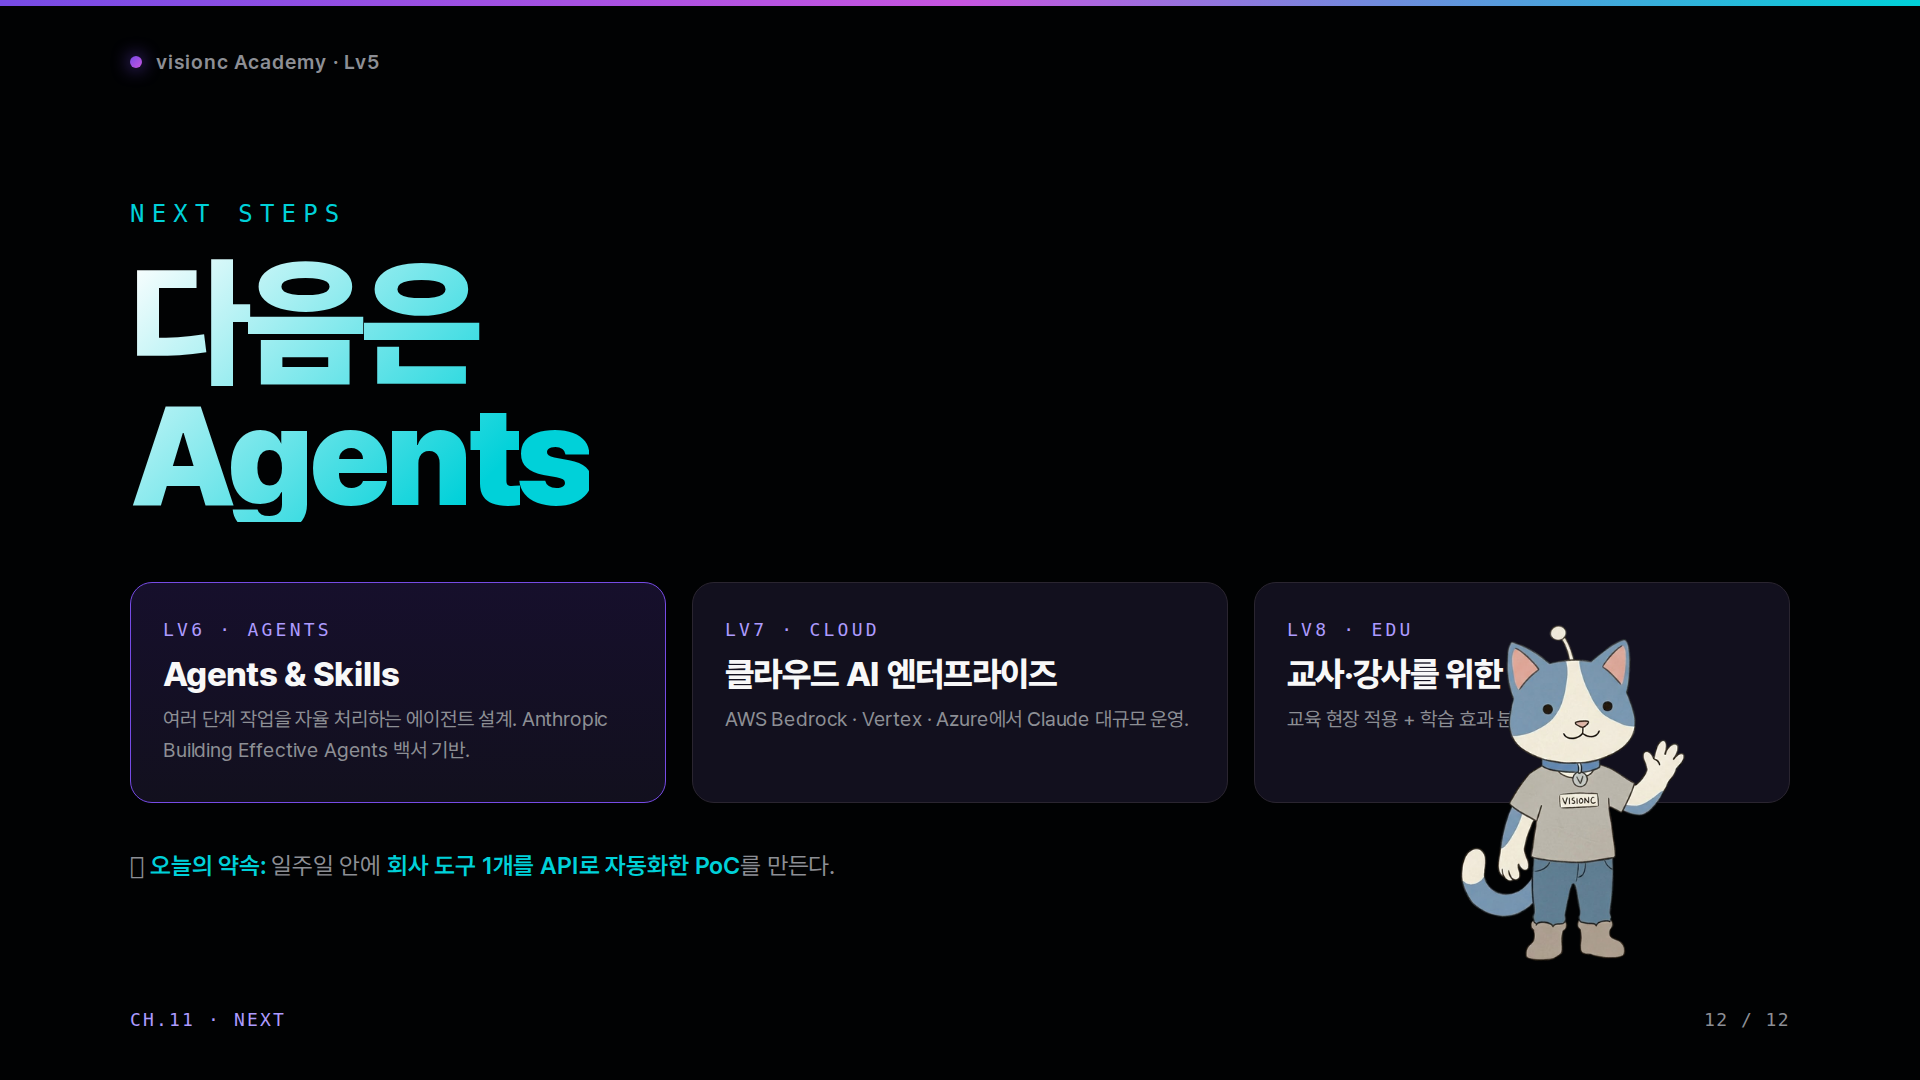 visionc Academy · Lv5
NEXT STEPS
다음은
Agents
LV6 · AGENTS
Agents & Skills
여러 단계 작업을 자율 처리하는 에이전트 설계. Anthropic
Building Effective Agents 백서 기반.
LV7 · CLOUD
클라우드 AI 엔터프라이즈
AWS Bedrock · Vertex · Azure에서 Claude 대규모 운영.
LV8 · EDU
교사·강사를 위한
교육 현장 적용 + 학습 효과
VISIONC
오늘의 약속: 일주일 안에 회사 도구 1개를 API로 자동화한 PoC를 만든다.
CH.11 · NEXT
12 / 12